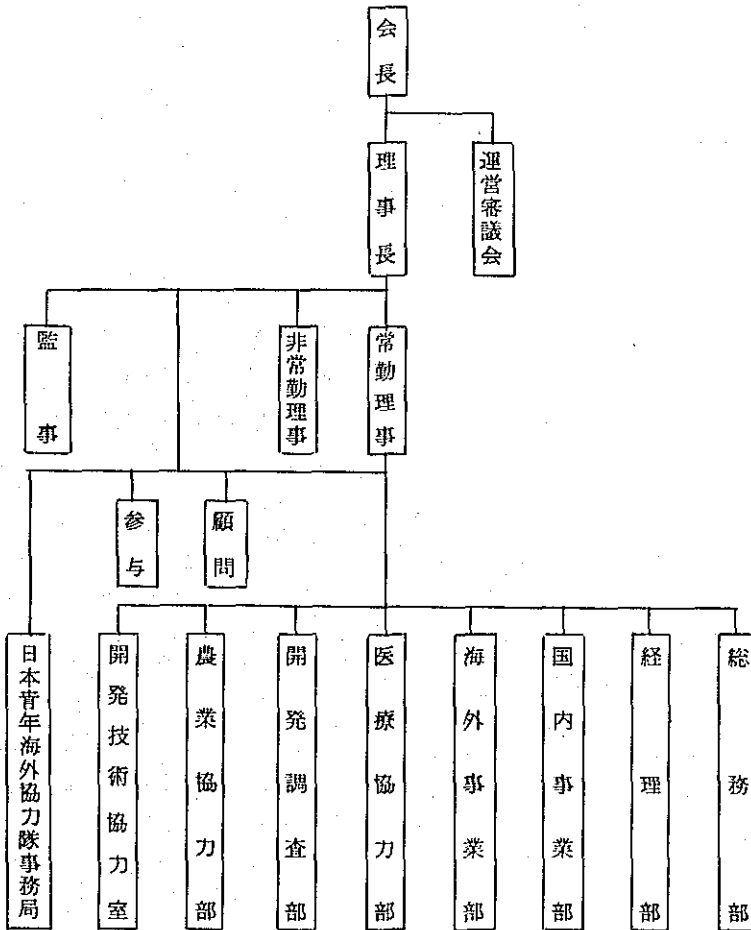 会長
運営審議会
理事長
常勤理事
非常勤理事
監事
顧問
参与
総務部
経理部
国内事業部
海外事業部
医療協力部
開発調査部
農業協力部
開発技術協力室
日本青年海外協力隊事務局